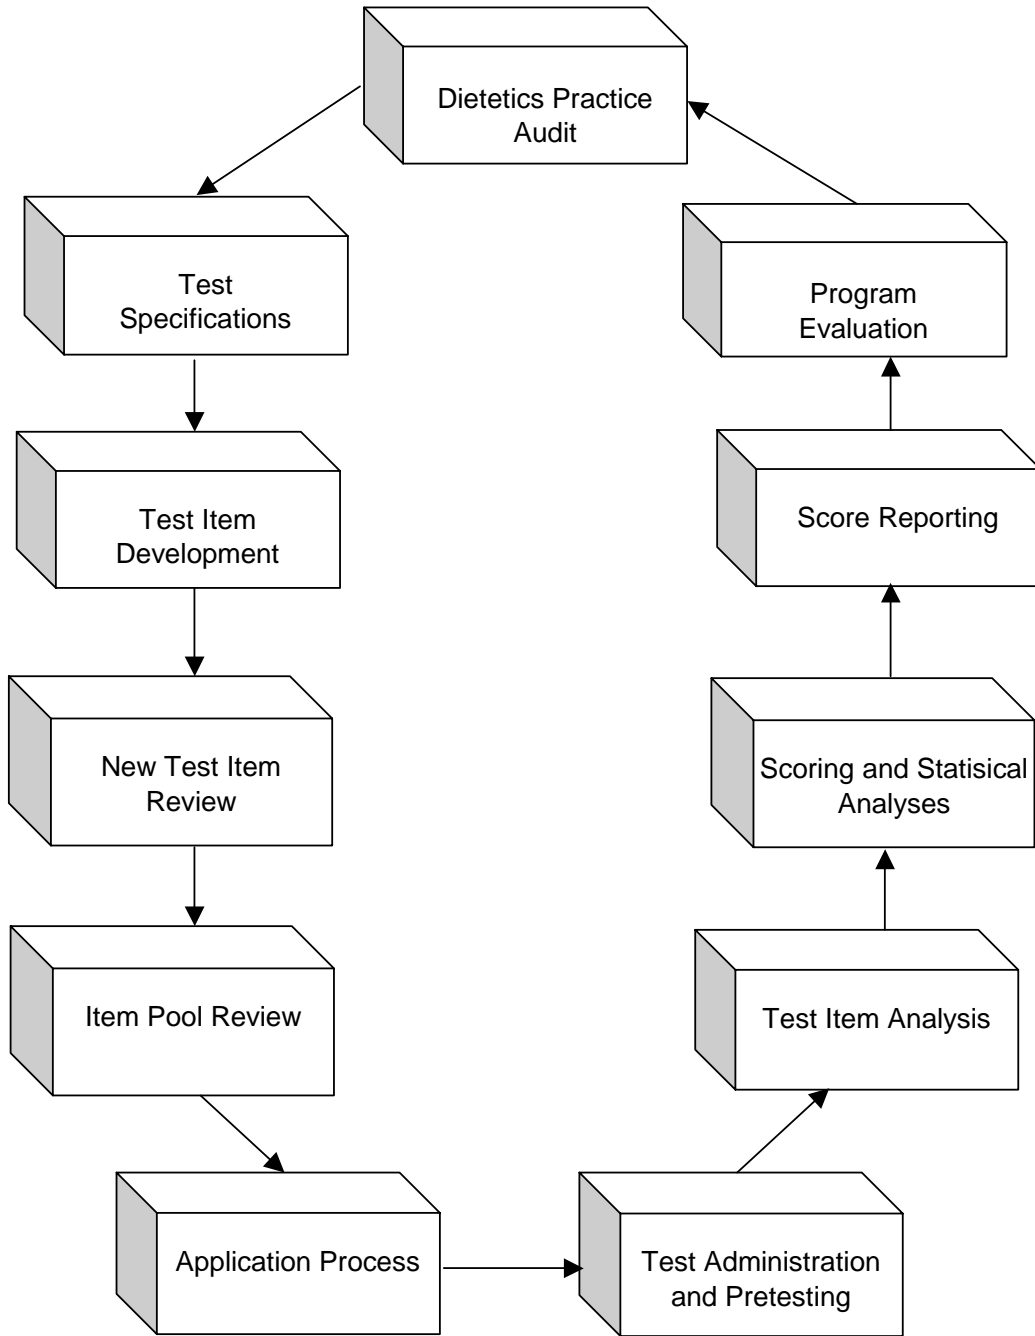 Dietetics Practice
Audit
Test
Specifications
Test Item
Development
New Test Item
Review
Item Pool Review
Application Process
Test Administration
and Pretesting
Test Item Analysis
Scoring and Statisical
Analyses
Score Reporting
Program
Evaluation